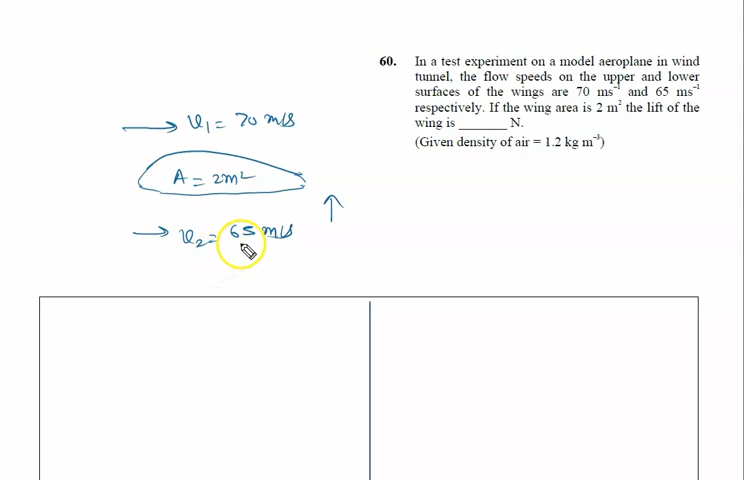 60. In a test experiment on a model aeroplane in wind
tunnel, the flow speeds on the upper and lower
surfaces of the wings are 70 ms⁻¹ and 65 ms⁻¹
respectively. If the wing area is 2 m² the lift of the
wing is _______ N.
(Given density of air = 1.2 kg m⁻³)
→ v₁ = 70 m/s
A = 2m²
↑
→ v₂ = 65 m/s